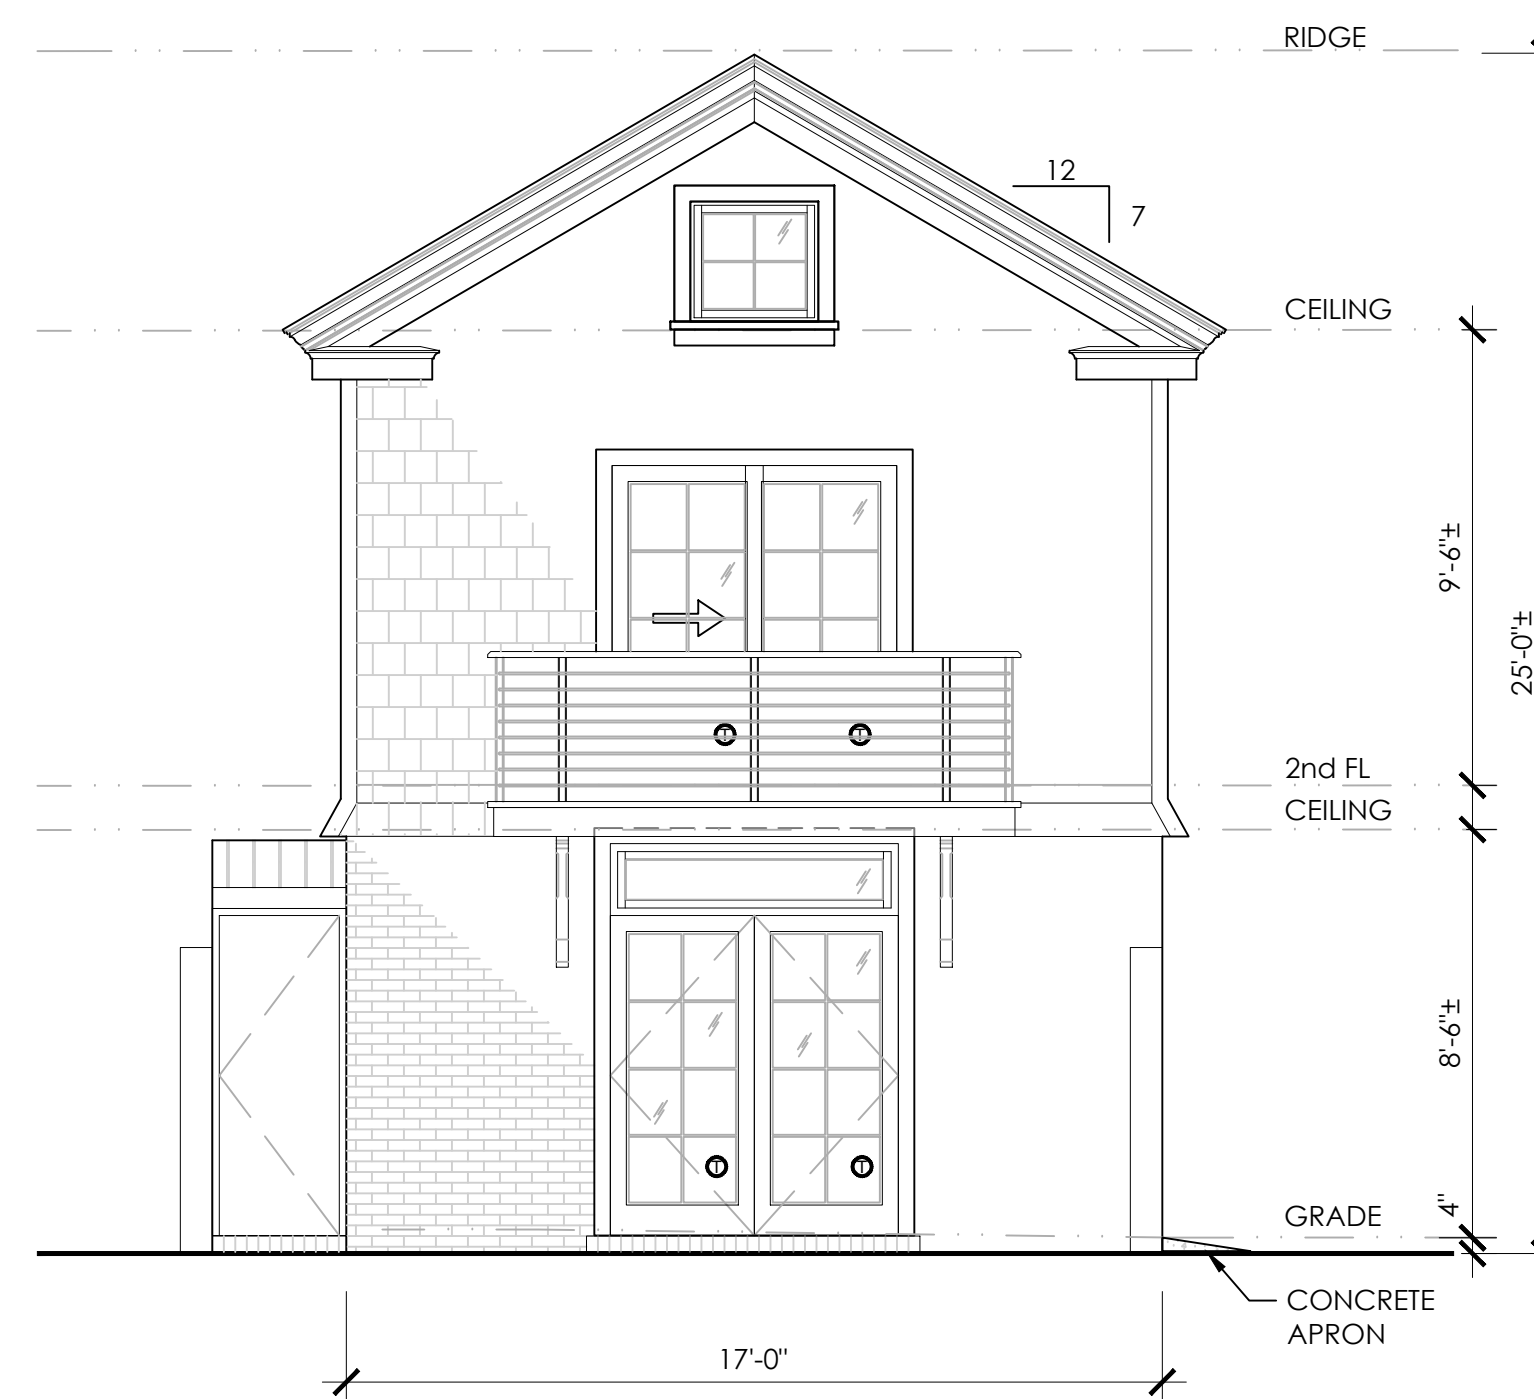 RIDGE
12
7
CEILING
9'-6"±
25'-0"±
2nd FL
CEILING
T
T
8'-6"±
T
T
4"
GRADE
CONCRETE
APRON
17'-0"